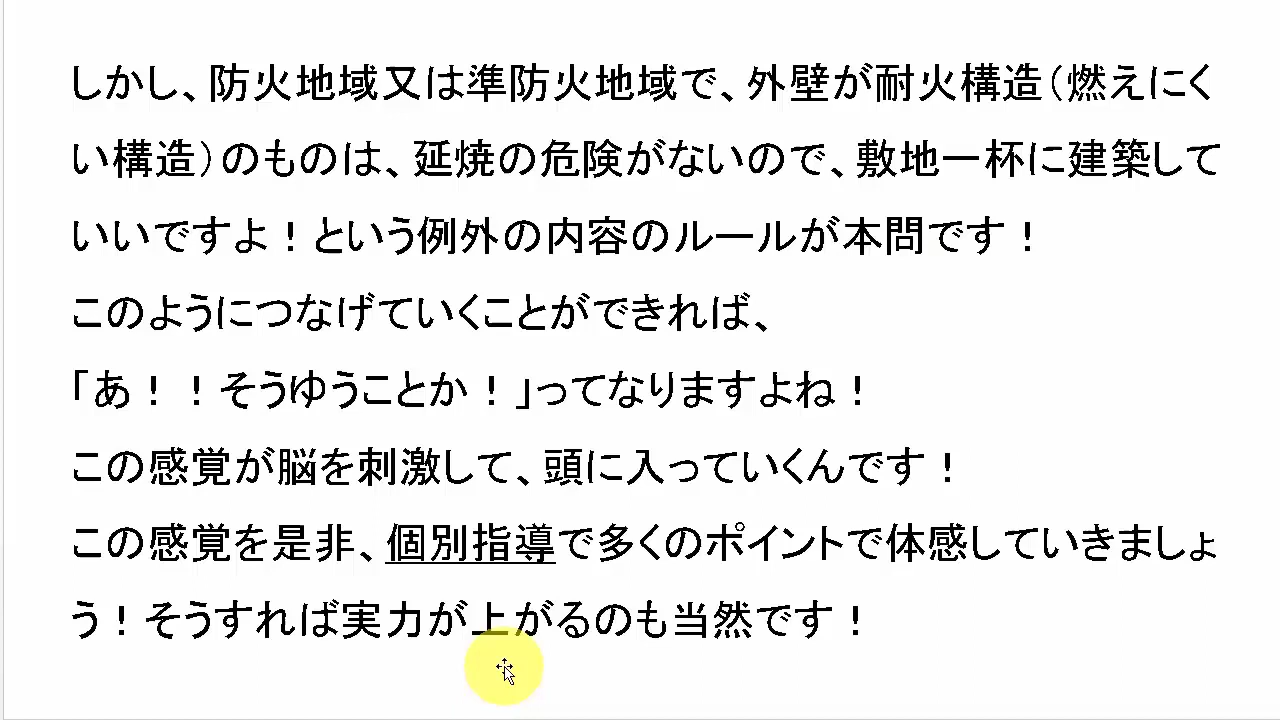 しかし、防火地域又は準防火地域で、外壁が耐火構造（燃えにく
い構造）のものは、延焼の危険がないので、敷地一杯に建築して
いいですよ！という例外の内容のルールが本問です！
このようにつなげていくことができれば、
「あ！！そうゆうことか！」ってなりますよね！
この感覚が脳を刺激して、頭に入っていくんです！
この感覚を是非、個別指導で多くのポイントで体感していきましょ
う！そうすれば実力が上がるのも当然です！